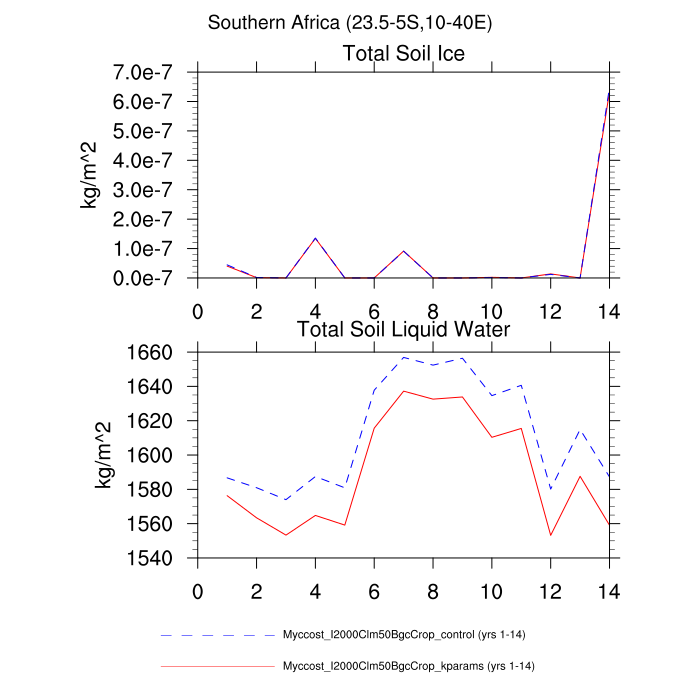 Southern Africa (23.5-5S,10-40E)
Total Soil Ice
7.0e-7
6.0e-7
5.0e-7
4.0e-7
3.0e-7
2.0e-7
1.0e-7
0.0e-7
kg/m^2
0 2 4 6 8 10 12 14
Total Soil Liquid Water
1660
1640
1620
1600
1580
1560
1540
kg/m^2
0 2 4 6 8 10 12 14
Myccost_I2000Clm50BgcCrop_control (yrs 1-14)
Myccost_I2000Clm50BgcCrop_kparams (yrs 1-14)